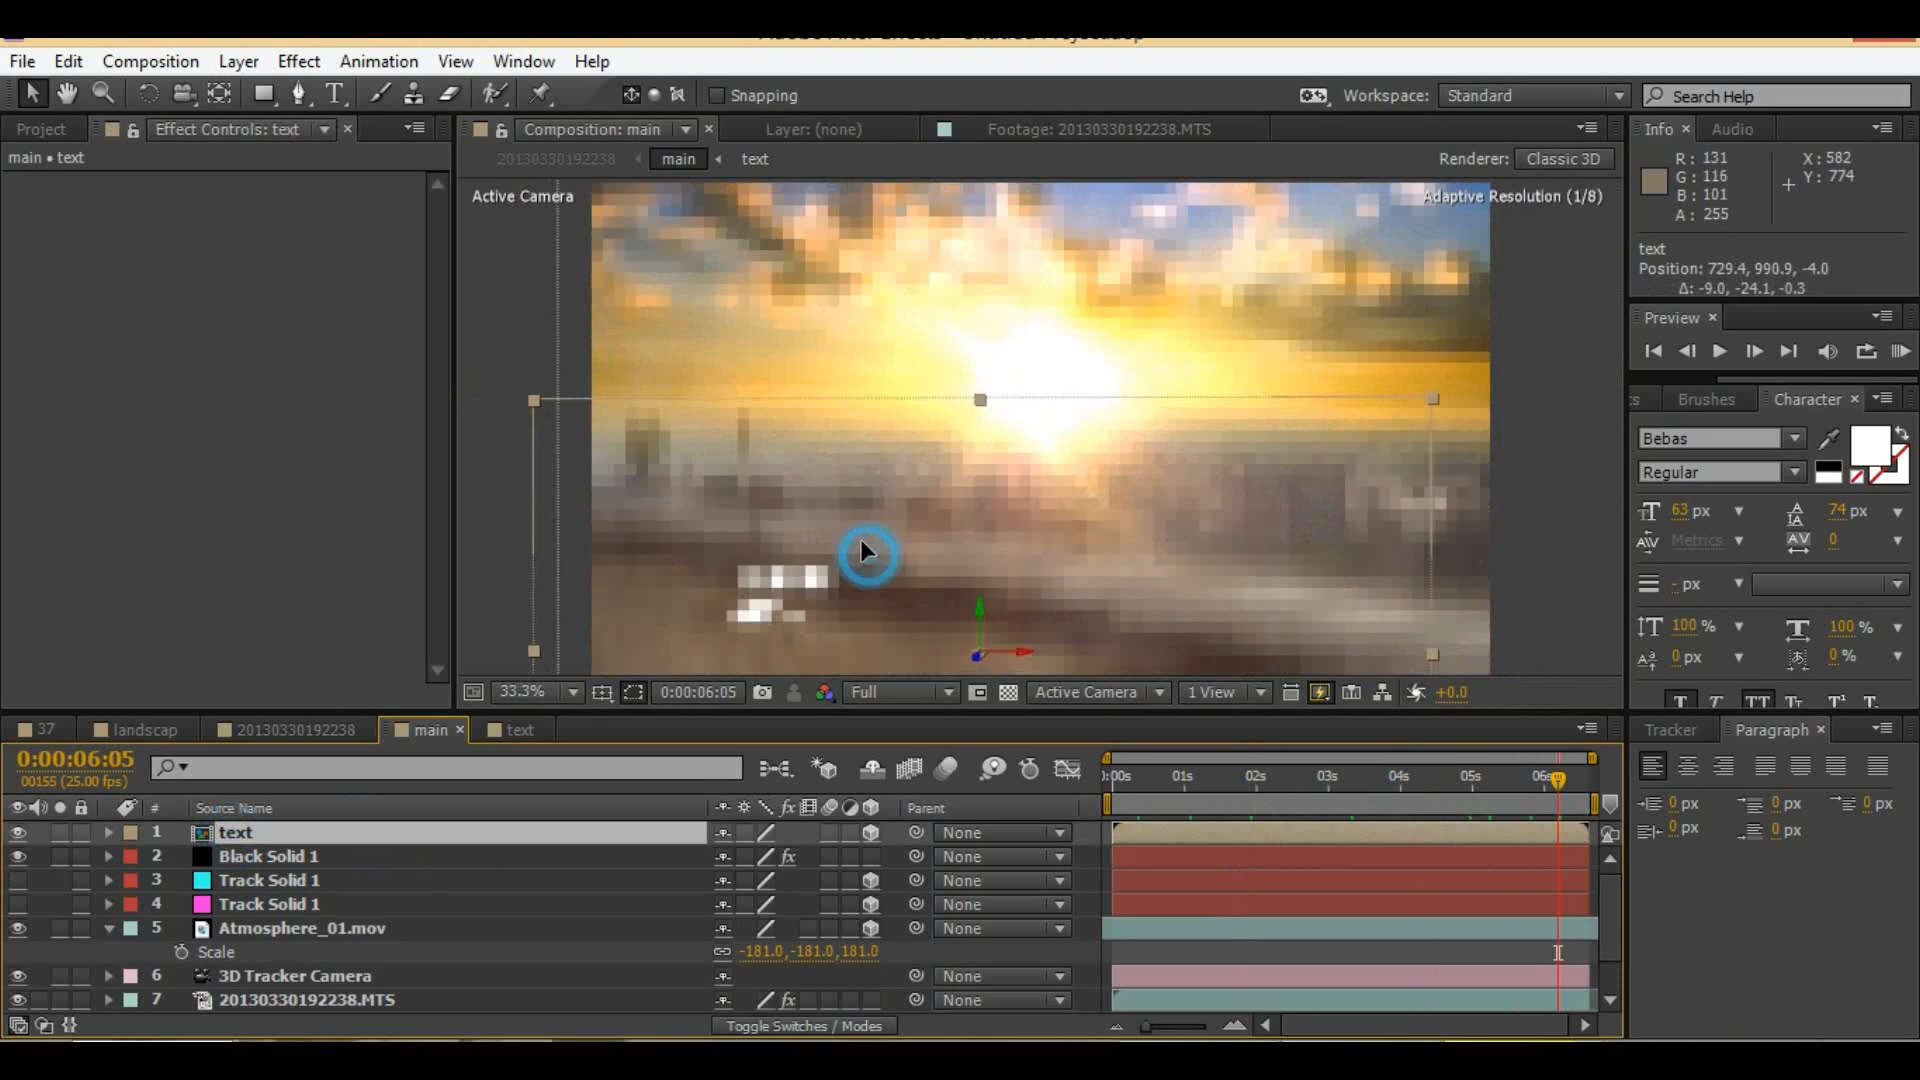 File Edit Composition Layer Effect Animation View Window Help
Snapping
Workspace: Standard
Search Help
Project
Effect Controls: text
main • text
Composition: main
Layer: (none)
Footage: 20130330192238.MTS
20130330192238 main text
Renderer: Classic 3D
Active Camera
Adaptive Resolution (1/8)
Info Audio
R: 131
G: 116
B: 101
A: 255
X: 582
Y: 774
text
Position: 729.4, 990.9, -4.0
Δ: -9.0, -24.1, -0.3
Preview
Brushes Character
Bebas
Regular
63 px
74 px
Metrics
0
- px
100 %
100 %
0 px
0 %
33.3%
0:00:06:05
Full
Active Camera
1 View
+0.0
37 landscap 20130330192238 main text
Tracker Paragraph
0:00:06:05
00155 (25.00 fps)
:00s 01s 02s 03s 04s 05s 06s
# Source Name
Parent
1 text None
2 Black Solid 1 fx None
3 Track Solid 1 None
4 Track Solid 1 None
5 Atmosphere_01.mov None
Scale -181.0,-181.0,181.0
6 3D Tracker Camera None
7 20130330192238.MTS fx None
Toggle Switches / Modes
0 px 0 px 0 px
0 px 0 px